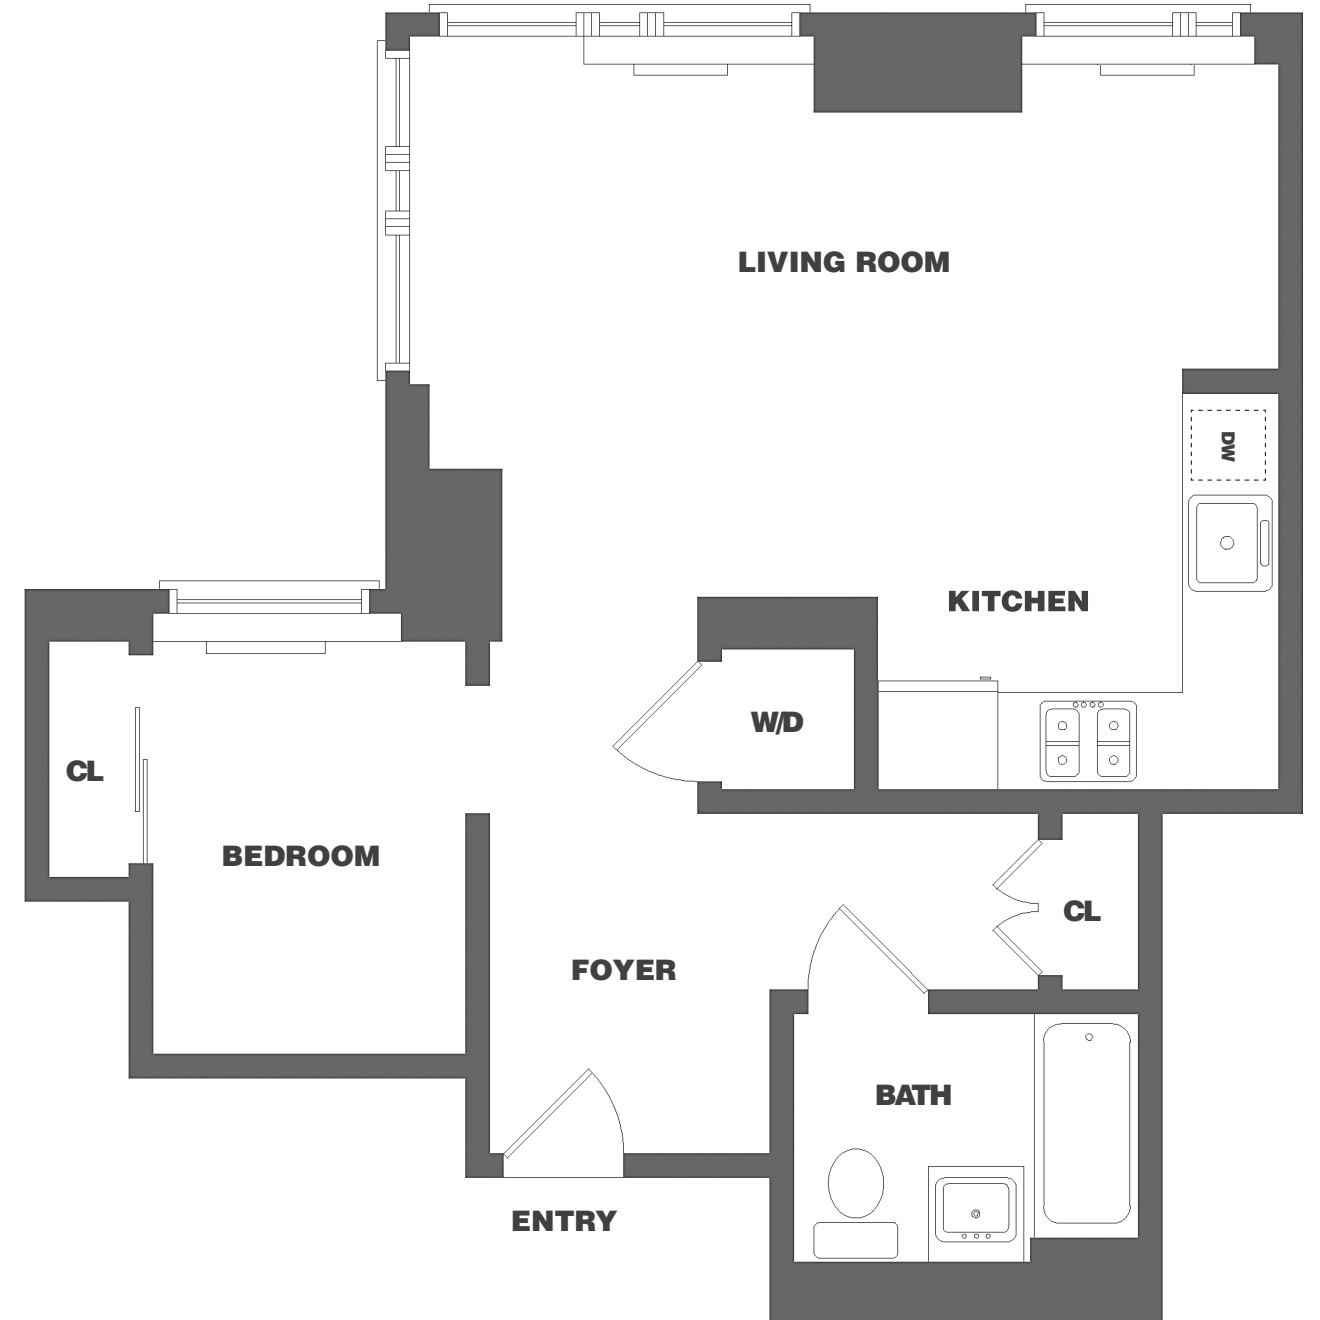 LIVING ROOM
DW
KITCHEN
W/D
CL
BEDROOM
CL
FOYER
BATH
ENTRY